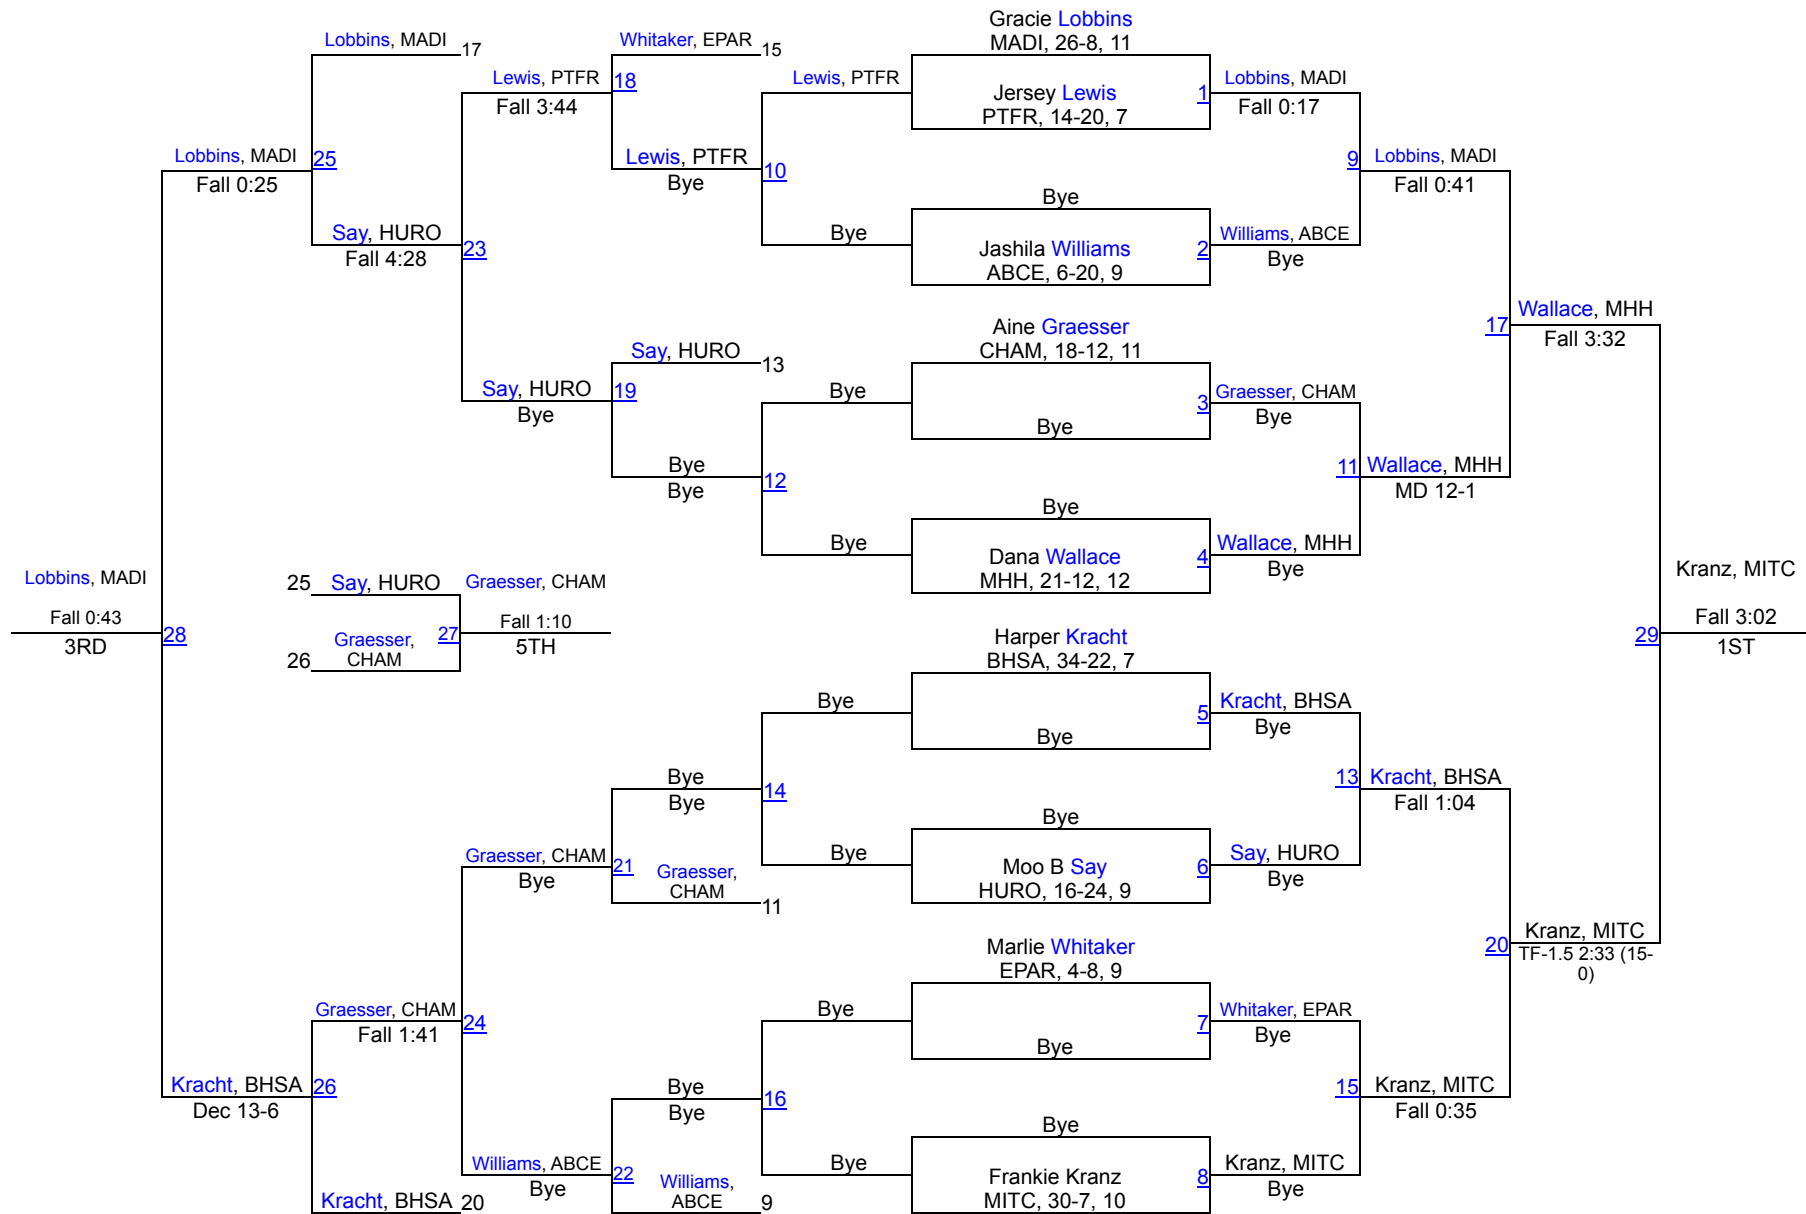 Gracie Lobbins
MADI, 26-8, 11
Lobbins, MADI
17
Whitaker, EPAR
15
Lewis, PTFR
Fall 3:44
18
Lewis, PTFR
Jersey Lewis
PTFR, 14-20, 7
1
Lobbins, MADI
Fall 0:17
Lobbins, MADI
Fall 0:25
25
Lewis, PTFR
Bye
10
9
Lobbins, MADI
Fall 0:41
Bye
Say, HURO
Fall 4:28
23
Bye
Jashila Williams
ABCE, 6-20, 9
2
Williams, ABCE
Bye
Wallace, MHH
Fall 3:32
17
Aine Graesser
CHAM, 18-12, 11
Say, HURO
13
Say, HURO
Bye
19
Bye
3
Graesser, CHAM
Bye
Bye
Bye
Bye
12
11
Wallace, MHH
MD 12-1
Bye
Bye
Dana Wallace
MHH, 21-12, 12
4
Wallace, MHH
Bye
Lobbins, MADI
Fall 0:43
3RD
28
25
Say, HURO
Graesser,
CHAM
26
27
Graesser, CHAM
Fall 1:10
5TH
Kranz, MITC
Fall 3:02
1ST
29
Harper Kracht
BHSA, 34-22, 7
Bye
5
Kracht, BHSA
Bye
Bye
Bye
Bye
14
13
Kracht, BHSA
Fall 1:04
Bye
Graesser, CHAM
Bye
21
Graesser,
CHAM
11
Bye
Moo B Say
HURO, 16-24, 9
6
Say, HURO
Bye
20
Kranz, MITC
TF-1.5 2:33 (15-
0)
Marlie Whitaker
EPAR, 4-8, 9
Graesser, CHAM
Fall 1:41
24
Bye
7
Whitaker, EPAR
Bye
Bye
Kracht, BHSA
Dec 13-6
26
Bye
Bye
16
15
Kranz, MITC
Fall 0:35
Bye
Williams, ABCE
Bye
22
Williams,
ABCE
9
Bye
Frankie Kranz
MITC, 30-7, 10
8
Kranz, MITC
Bye
Kracht, BHSA
20